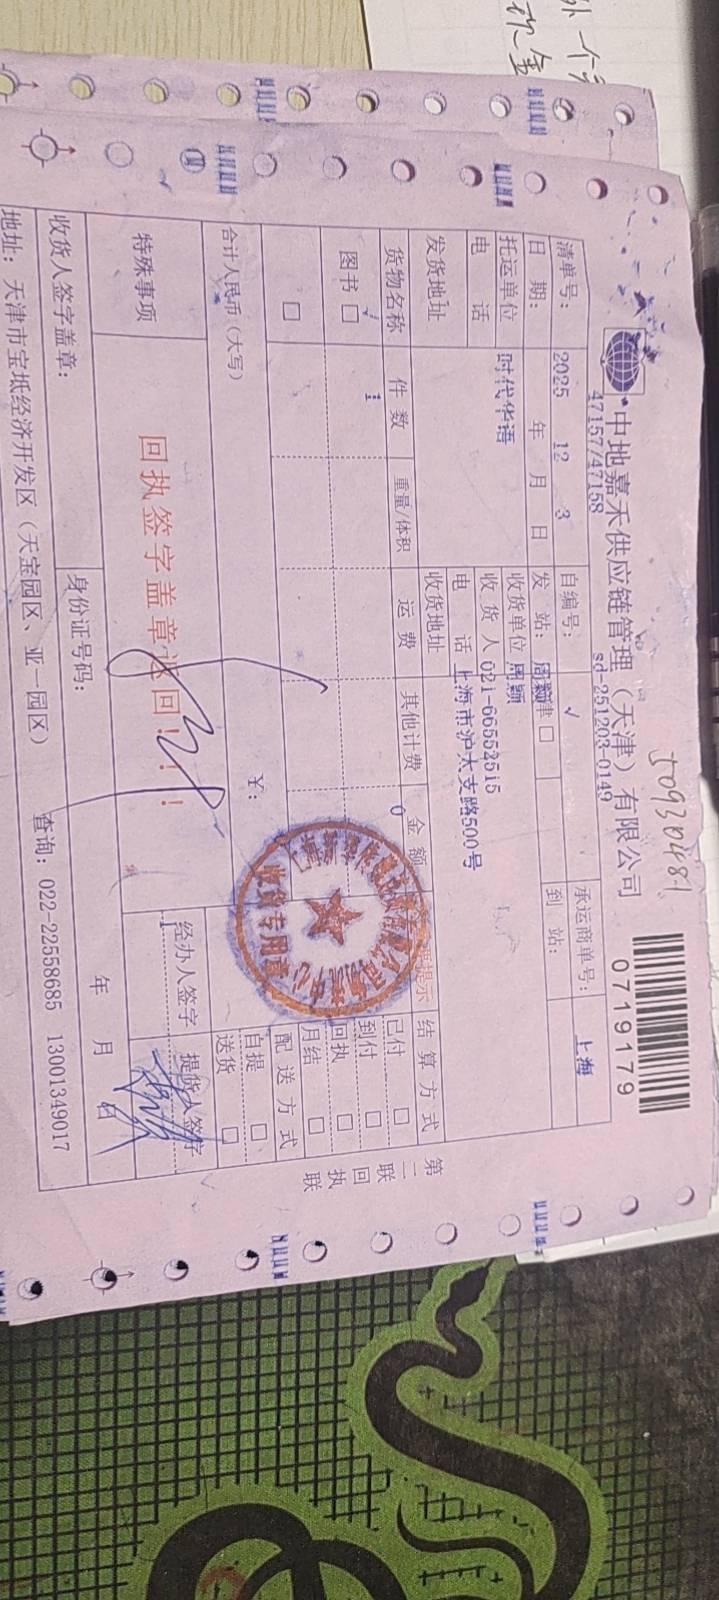 中地嘉禾供应链管理（天津）有限公司
50930481
0719179
47157/47158
sd-251203-0149
清单号：
自编号：
承运商单号：
上海
日 期：
2025 年 12 月 3 日
发 站：
津 □
到 站：
托运单位
时代华语
收货单位
周颖
电 话
收 货 人
021-66552515
电 话
上海市沪太支路500号
发货地址
收货地址
货物名称
件 数
重量/体积
运 费
其他计费
金 额
要提示
结 算 方 式
图书 □
1
0
已付 □
到付 □
回执 □
月结 □
□
合计人民币（大写）
￥：
配 送 方 式
自提 □
送货 □
收货专用章
特殊事项
回执签字盖章返回！！！
经办人签字
提货人签字
收货人签字盖章：
身份证号码：
年 月 日
地址：天津市宝坻经济开发区（天宝园区、亚一园区）
查询：022-22558685 13001349017
第二联 回执联